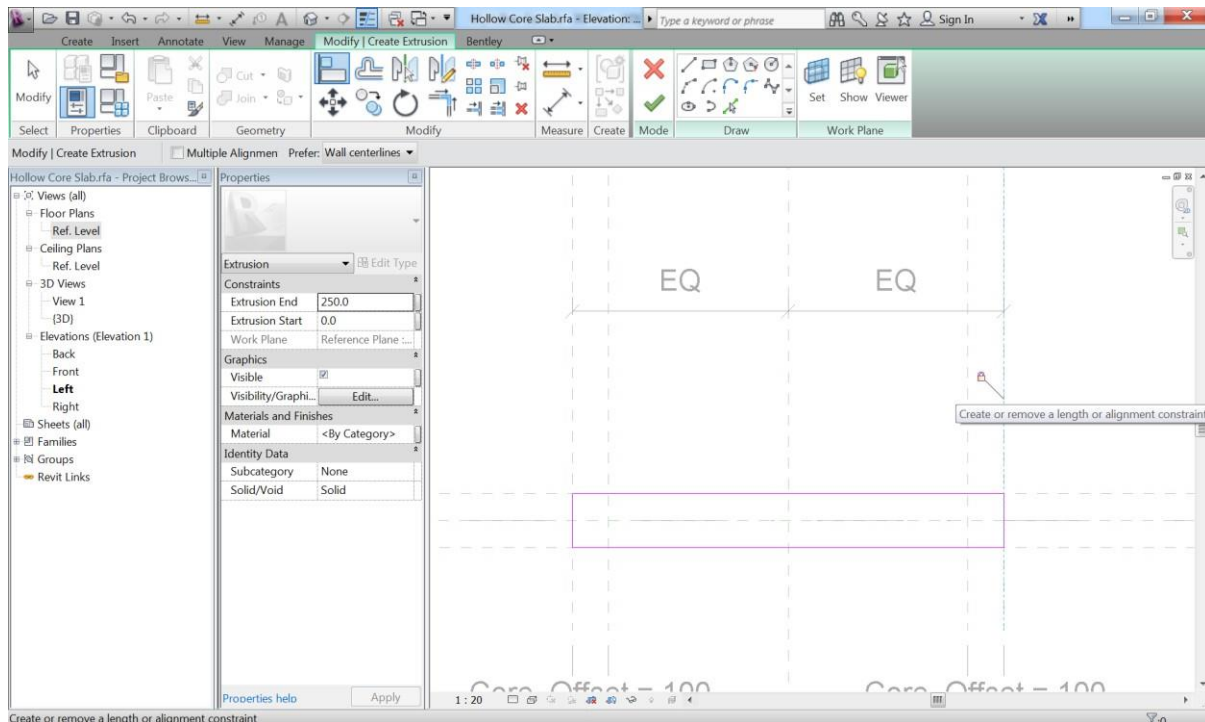 Hollow Core Slab.rfa - Elevation: ...
Type a keyword or phrase
Sign In
Create Insert Annotate View Manage Modify | Create Extrusion Bentley
Modify
Paste
Cut
Join
Set Show Viewer
Select Properties Clipboard Geometry Modify Measure Create Mode Draw Work Plane
Modify | Create Extrusion Multiple Alignmen Prefer: Wall centerlines
Hollow Core Slab.rfa - Project Brows...
Views (all)
Floor Plans
Ref. Level
Ceiling Plans
Ref. Level
3D Views
View 1
{3D}
Elevations (Elevation 1)
Back
Front
Left
Right
Sheets (all)
Families
Groups
Revit Links
Properties
Extrusion Edit Type
Constraints
Extrusion End 250.0
Extrusion Start 0.0
Work Plane Reference Plane :...
Graphics
Visible
Visibility/Graphi... Edit...
Materials and Finishes
Material <By Category>
Identity Data
Subcategory None
Solid/Void Solid
Properties help Apply
EQ EQ
Create or remove a length or alignment constraint
Core Offset = 100 Core Offset = 100
1 : 20
Create or remove a length or alignment constraint
:0